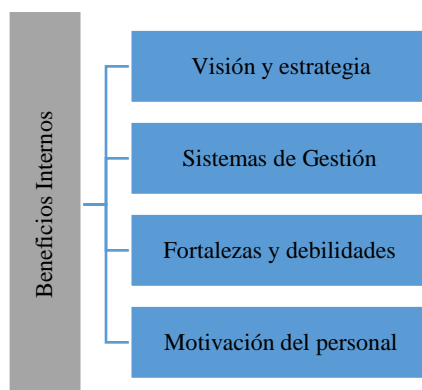 Beneficios Internos
Visión y estrategia
Sistemas de Gestión
Fortalezas y debilidades
Motivación del personal